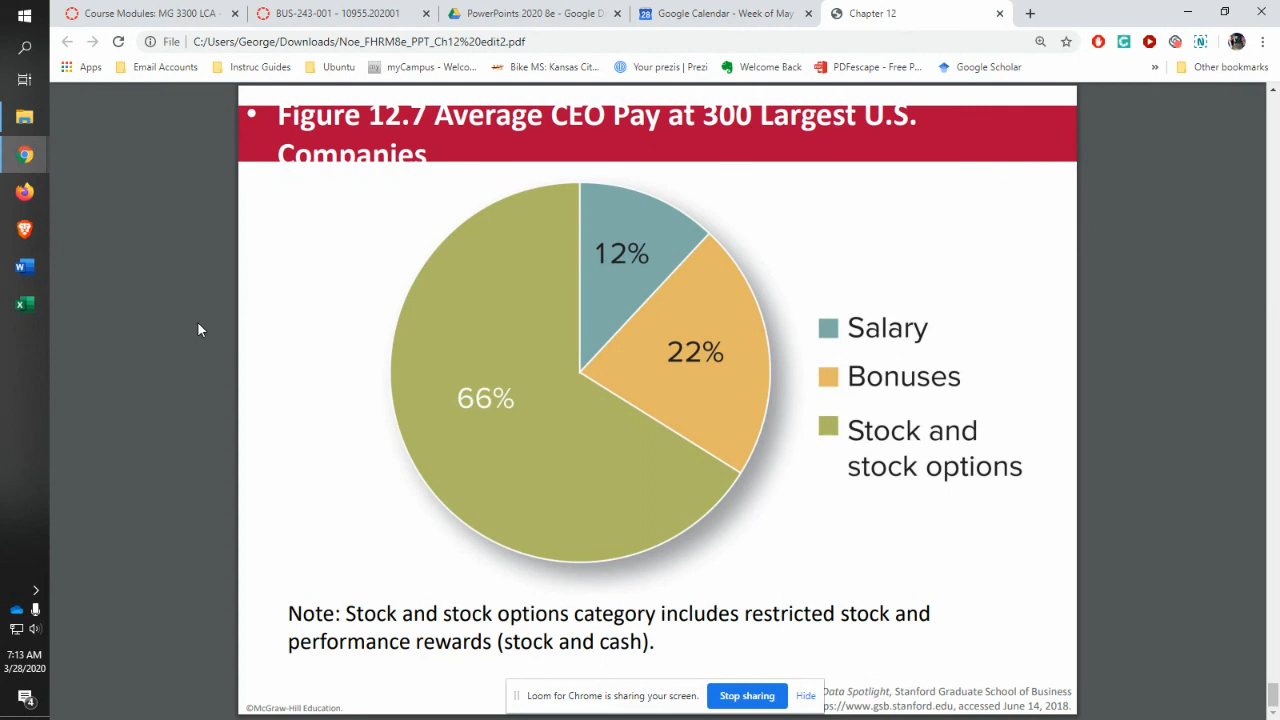 Course Modules: MG 3300 LCA -
BUS-243-001 - 10955.202001
PowerPoints 2020 8e - Google D
Google Calendar - Week of May
Chapter 12
File
C:/Users/George/Downloads/Noe_FHRM8e_PPT_Ch12%20edit2.pdf
Apps
Email Accounts
Instruc Guides
Ubuntu
myCampus - Welco...
Bike MS: Kansas Cit...
Your prezis | Prezi
Welcome Back
PDFescape - Free P...
Google Scholar
Other bookmarks
• Figure 12.7 Average CEO Pay at 300 Largest U.S.
Companies
12%
22%
66%
Salary
Bonuses
Stock and
stock options
Note: Stock and stock options category includes restricted stock and
performance rewards (stock and cash).
Loom for Chrome is sharing your screen.
Stop sharing
Hide
Data Spotlight, Stanford Graduate School of Business
ps://www.gsb.stanford.edu, accessed June 14, 2018.
©McGraw-Hill Education.
7:13 AM
3/28/2020
4